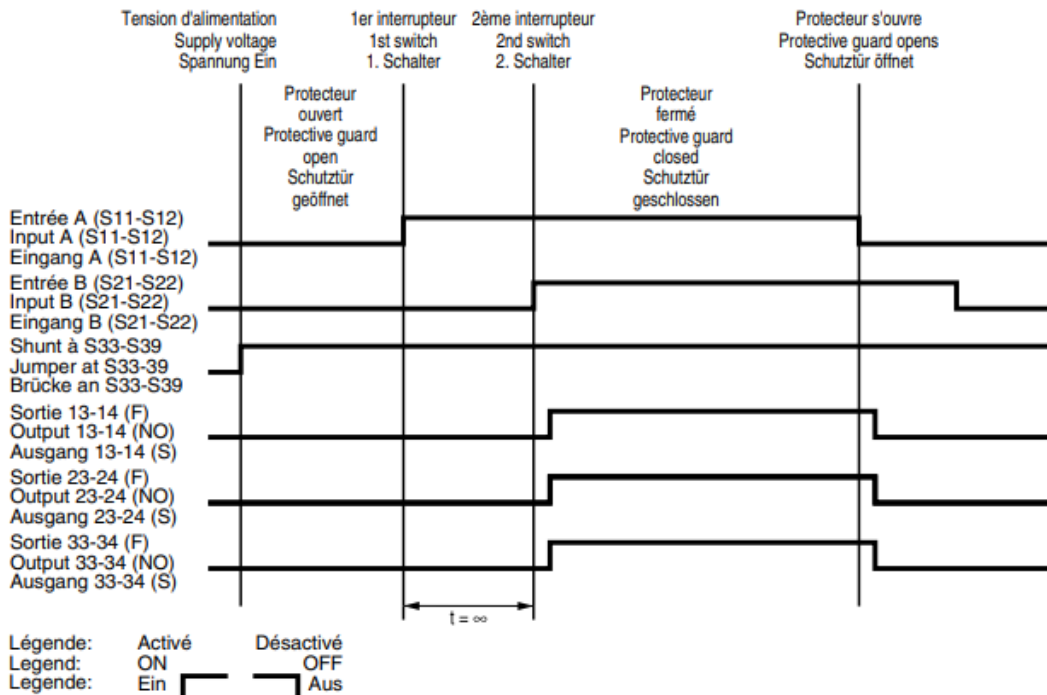 Tension d'alimentation
Supply voltage
Spannung Ein
1er interrupteur
1st switch
1. Schalter
2ème interrupteur
2nd switch
2. Schalter
Protecteur s'ouvre
Protective guard opens
Schutztür öffnet
Protecteur
ouvert
Protective guard
open
Schutztür
geöffnet
Protecteur
fermé
Protective guard
closed
Schutztür
geschlossen
Entrée A (S11-S12)
Input A (S11-S12)
Eingang A (S11-S12)
Entrée B (S21-S22)
Input B (S21-S22)
Eingang B (S21-S22)
Shunt à S33-S39
Jumper at S33-39
Brücke an S33-S39
Sortie 13-14 (F)
Output 13-14 (NO)
Ausgang 13-14 (S)
Sortie 23-24 (F)
Output 23-24 (NO)
Ausgang 23-24 (S)
Sortie 33-34 (F)
Output 33-34 (NO)
Ausgang 33-34 (S)
t = ∞
Légende: Activé Désactivé
Legend: ON OFF
Legende: Ein Aus